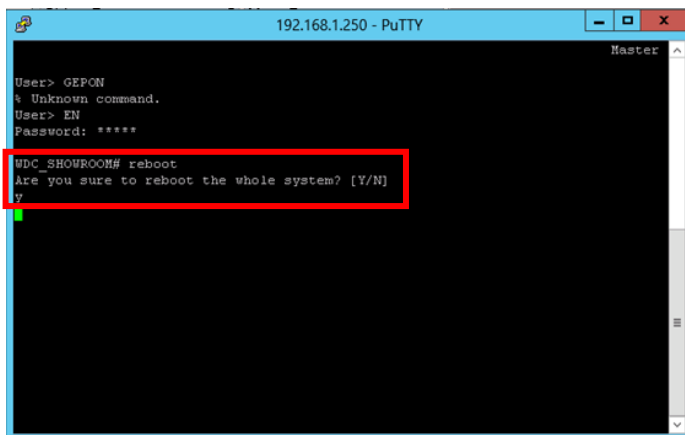 192.168.1.250 - PuTTY
Master
User> GEPON
% Unknown command.
User> EN
Password: *****
WDC_SHOWROOM# reboot
Are you sure to reboot the whole system? [Y/N]
y